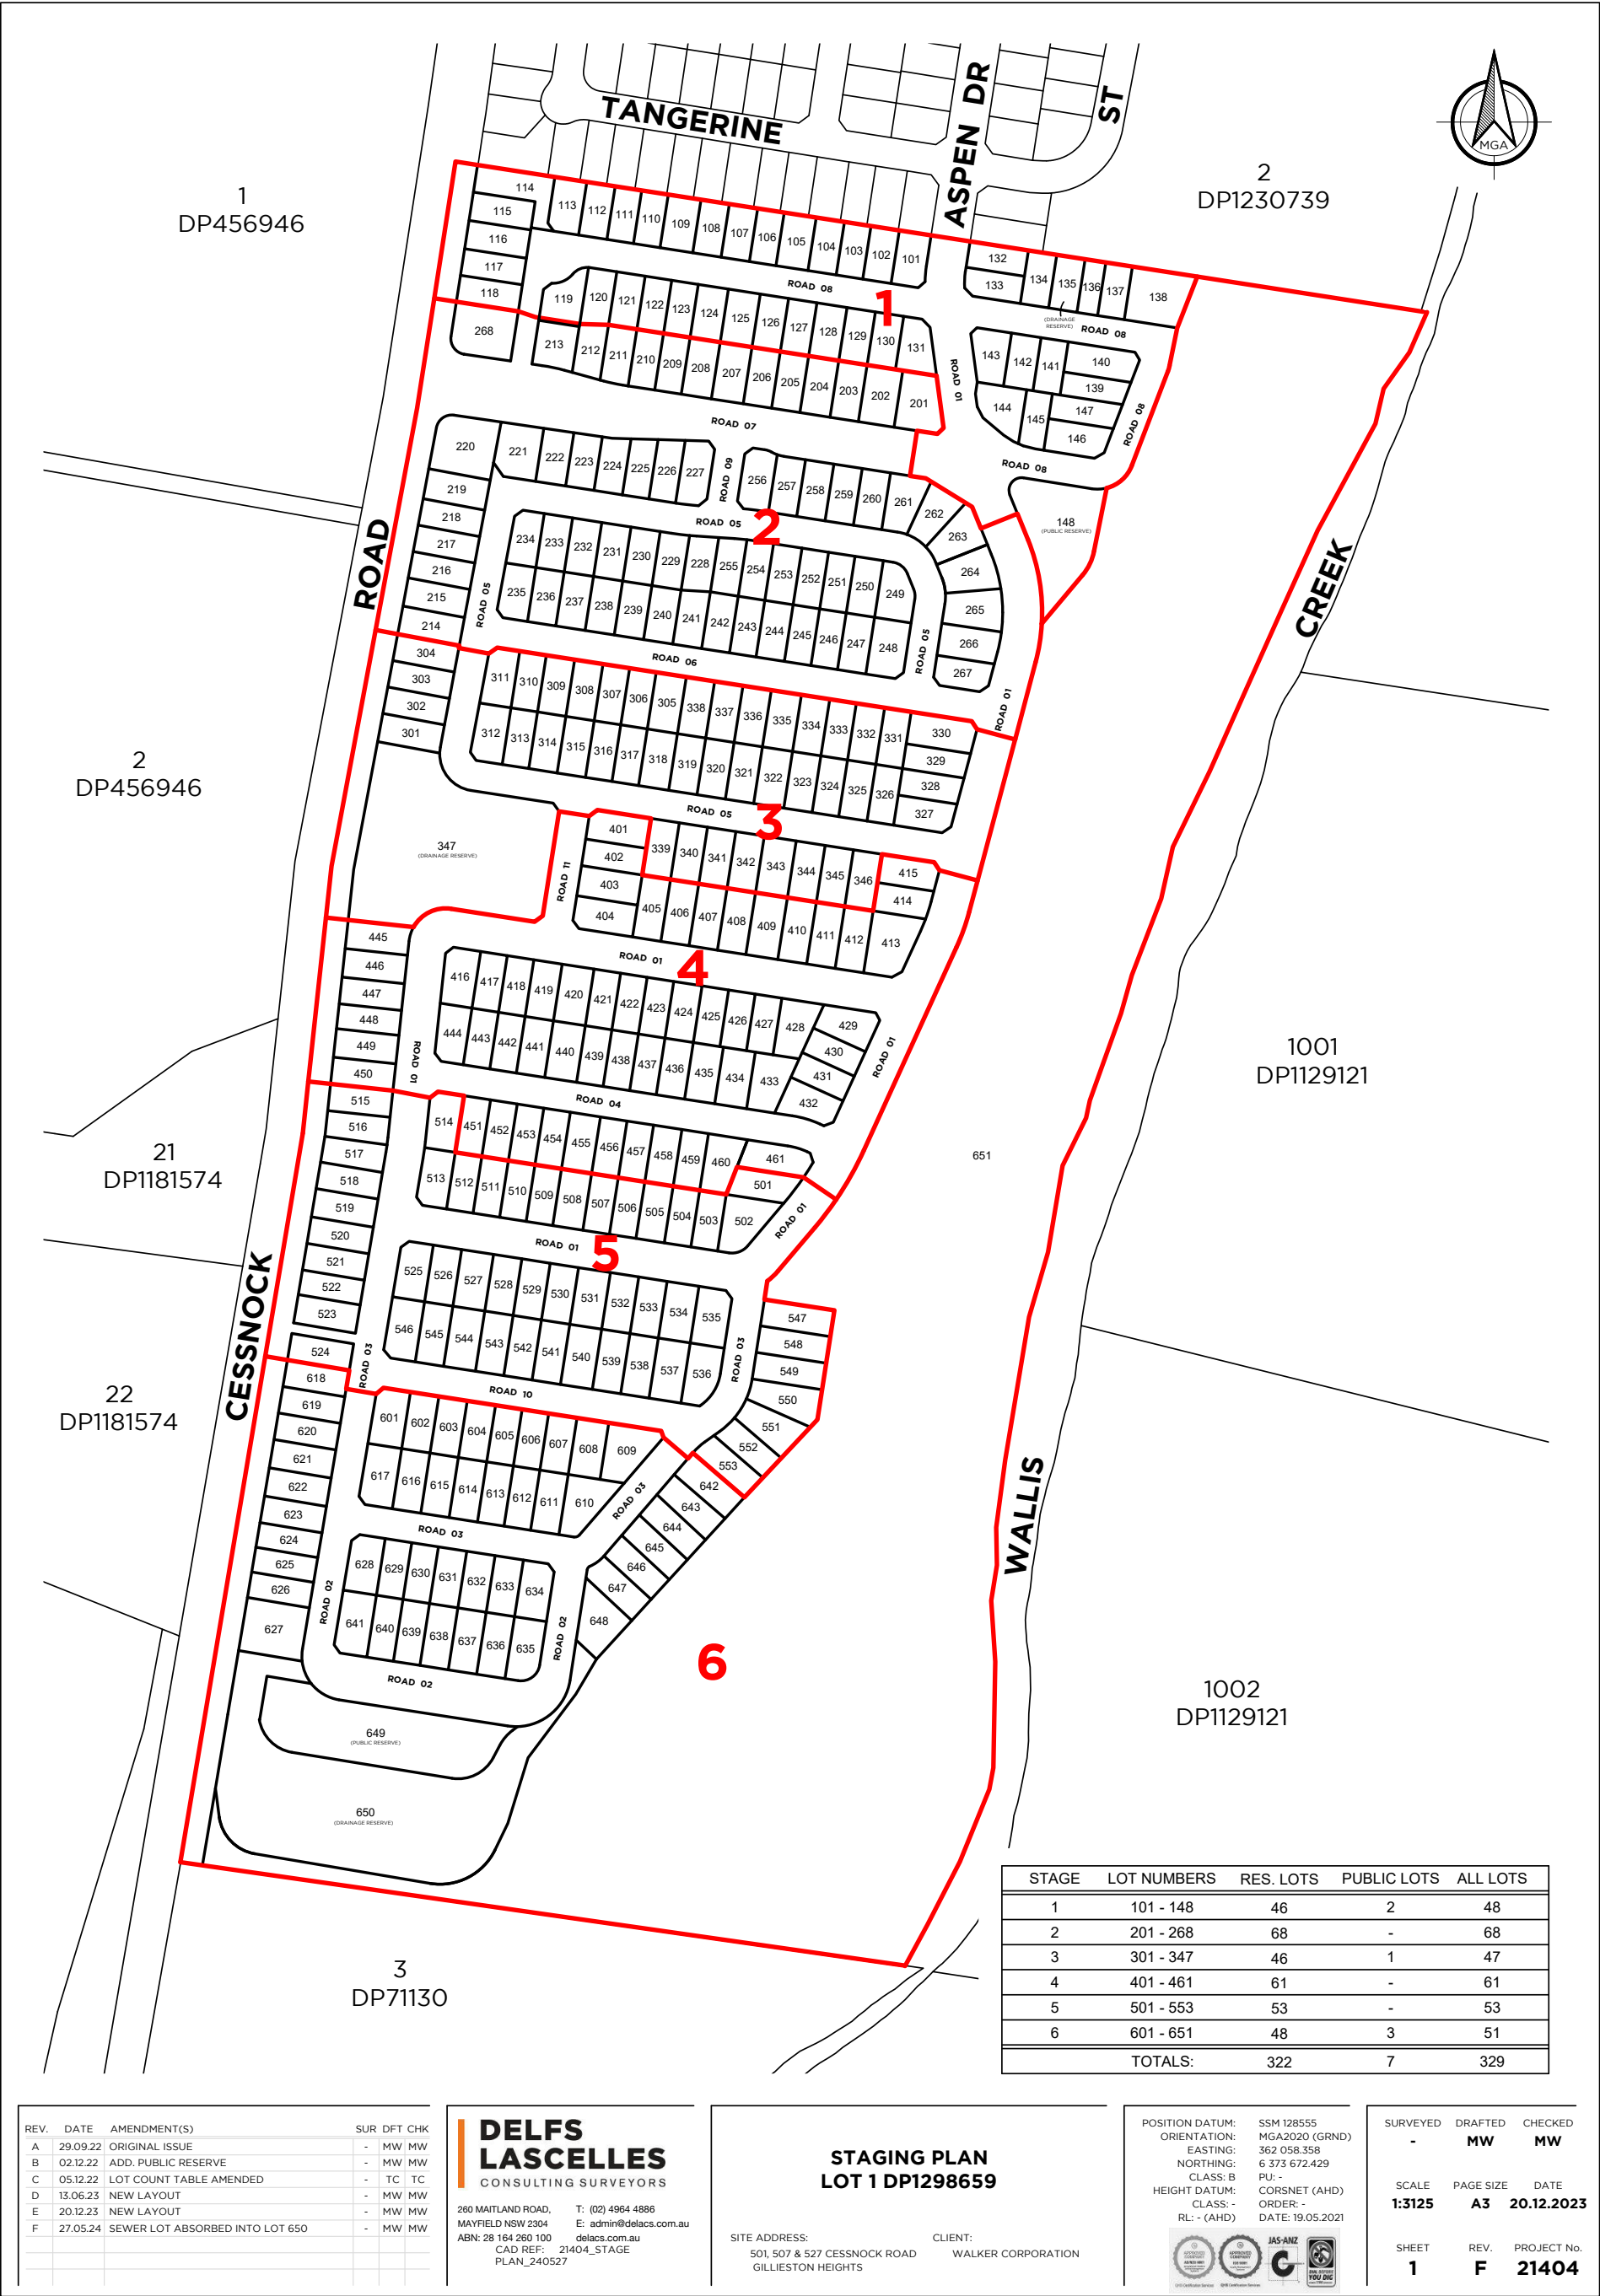 TANGERINE
ASPEN DR
ST
MGA
1
DP456946
2
DP1230739
114
113 112 111 110 109 108 107 106 105 104 103 102 101
115
116
117
118
132
133
134 135 136 137 138
(DRAINAGE
RESERVE)
ROAD 08
ROAD 08
1
119 120 121 122 123 124 125 126 127 128 129 130 131
268
213 212 211 210 209 208 207 206 205 204 203 202 201
ROAD 01
143 142 141 140
139
144 145 147
146
ROAD 08
ROAD 08
ROAD 07
220 221 222 223 224 225 226 227
ROAD 09
256 257 258 259 260 261
262
263
264
265
266
267
148
(PUBLIC RESERVE)
219
218
217
216
215
214
ROAD 05
2
ROAD
ROAD 05
234 233 232 231 230 229 228 255 254 253 252 251 250 249
235 236 237 238 239 240 241 242 243 244 245 246 247 248
ROAD 05
ROAD 06
ROAD 01
CREEK
304
303
302
301
311 310 309 308 307 306 305 338 337 336 335 334 333 332 331 330
329
328
327
312 313 314 315 316 317 318 319 320 321 322 323 324 325 326
2
DP456946
ROAD 05
3
347
(DRAINAGE RESERVE)
ROAD 11
401
402
403
404
339 340 341 342 343 344 345 346
415
414
405 406 407 408 409 410 411 412 413
ROAD 01
4
445
446
447
448
449
450
ROAD 01
416 417 418 419 420 421 422 423 424 425 426 427 428 429
430
431
432
444 443 442 441 440 439 438 437 436 435 434 433
ROAD 01
1001
DP1129121
ROAD 04
515
516
517
518
519
520
521
522
523
524
514 451 452 453 454 455 456 457 458 459 460 461
501
513 512 511 510 509 508 507 506 505 504 503 502
651
21
DP1181574
ROAD 01
ROAD 01
5
CESSNOCK
ROAD 03
525 526 527 528 529 530 531 532 533 534 535
546 545 544 543 542 541 540 539 538 537 536
ROAD 03
547
548
549
550
551
552
553
ROAD 10
22
DP1181574
618
619
620
621
622
623
624
625
626
627
601 602 603 604 605 606 607 608 609
617 616 615 614 613 612 611 610
ROAD 03
642
643
644
645
646
647
648
ROAD 03
WALLIS
ROAD 02
628 629 630 631 632 633 634
641 640 639 638 637 636 635
ROAD 02
ROAD 02
6
1002
DP1129121
649
(PUBLIC RESERVE)
650
(DRAINAGE RESERVE)
3
DP71130
STAGE LOT NUMBERS RES. LOTS PUBLIC LOTS ALL LOTS
1 101 - 148 46 2 48
2 201 - 268 68 - 68
3 301 - 347 46 1 47
4 401 - 461 61 - 61
5 501 - 553 53 - 53
6 601 - 651 48 3 51
TOTALS: 322 7 329
REV. DATE AMENDMENT(S) SUR DFT CHK
A 29.09.22 ORIGINAL ISSUE - MW MW
B 02.12.22 ADD. PUBLIC RESERVE - MW MW
C 05.12.22 LOT COUNT TABLE AMENDED - TC TC
D 13.06.23 NEW LAYOUT - MW MW
E 20.12.23 NEW LAYOUT - MW MW
F 27.05.24 SEWER LOT ABSORBED INTO LOT 650 - MW MW
DELFS
LASCELLES
CONSULTING SURVEYORS
260 MAITLAND ROAD, T: (02) 4964 4886
MAYFIELD NSW 2304 E: admin@delacs.com.au
ABN: 28 164 260 100 delacs.com.au
CAD REF: 21404_STAGE
PLAN_240527
STAGING PLAN
LOT 1 DP1298659
SITE ADDRESS: CLIENT:
501, 507 & 527 CESSNOCK ROAD WALKER CORPORATION
GILLIESTON HEIGHTS
POSITION DATUM: SSM 128555
ORIENTATION: MGA2020 (GRND)
EASTING: 362 058.358
NORTHING: 6 373 672.429
CLASS: B PU: -
HEIGHT DATUM: CORSNET (AHD)
CLASS: - ORDER: -
RL: - (AHD) DATE: 19.05.2021
JAS-ANZ
DIAL BEFORE
YOU DIG
SURVEYED DRAFTED CHECKED
- MW MW
SCALE PAGE SIZE DATE
1:3125 A3 20.12.2023
SHEET REV. PROJECT No.
1 F 21404